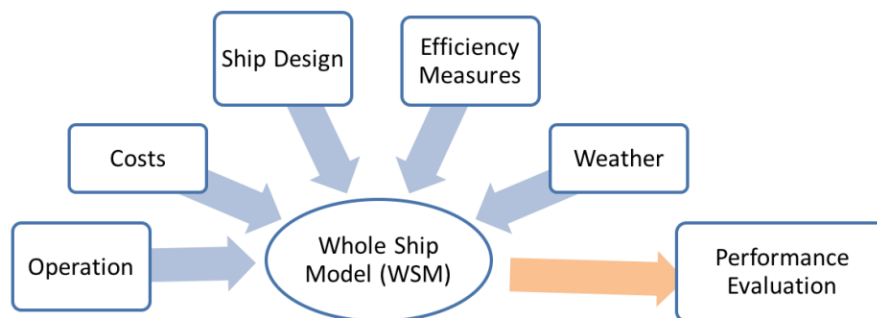 Ship Design
Efficiency
Measures
Costs
Weather
Operation
Whole Ship
Model (WSM)
Performance
Evaluation